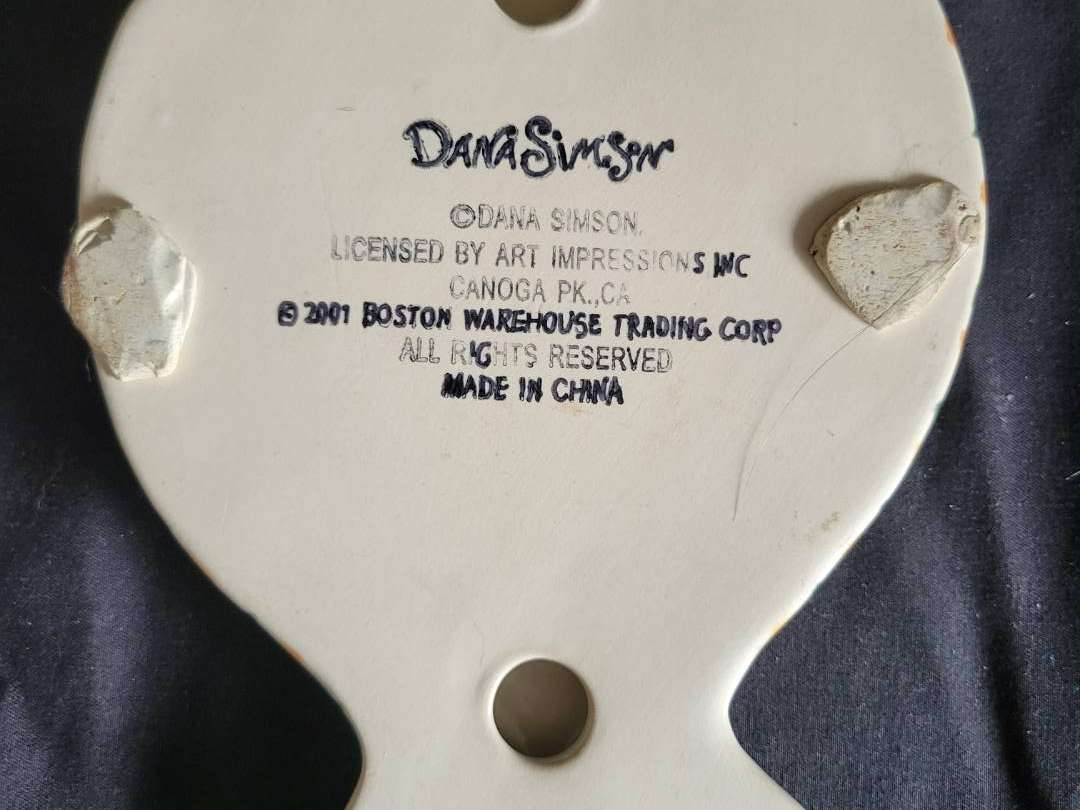 Dana Simson
©DANA SIMSON.
LICENSED BY ART IMPRESSIONS INC
CANOGA PK.,CA
© 2001 BOSTON WAREHOUSE TRADING CORP
ALL RIGHTS RESERVED
MADE IN CHINA